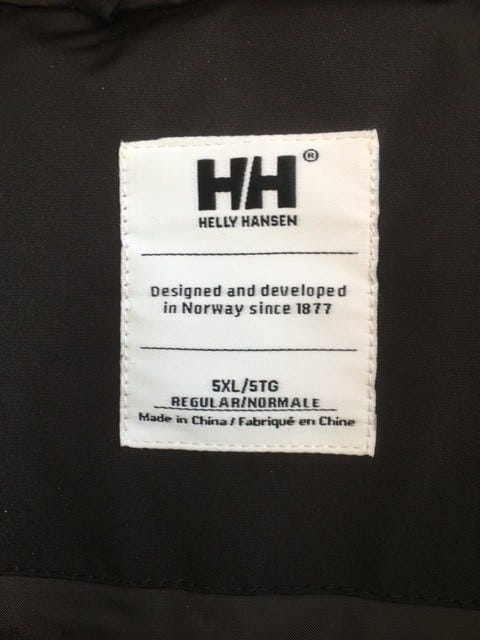 H/H®
HELLY HANSEN
Designed and developed
in Norway since 1877
5XL/5TG
REGULAR/NORMALE
Made in China / Fabriqué en Chine